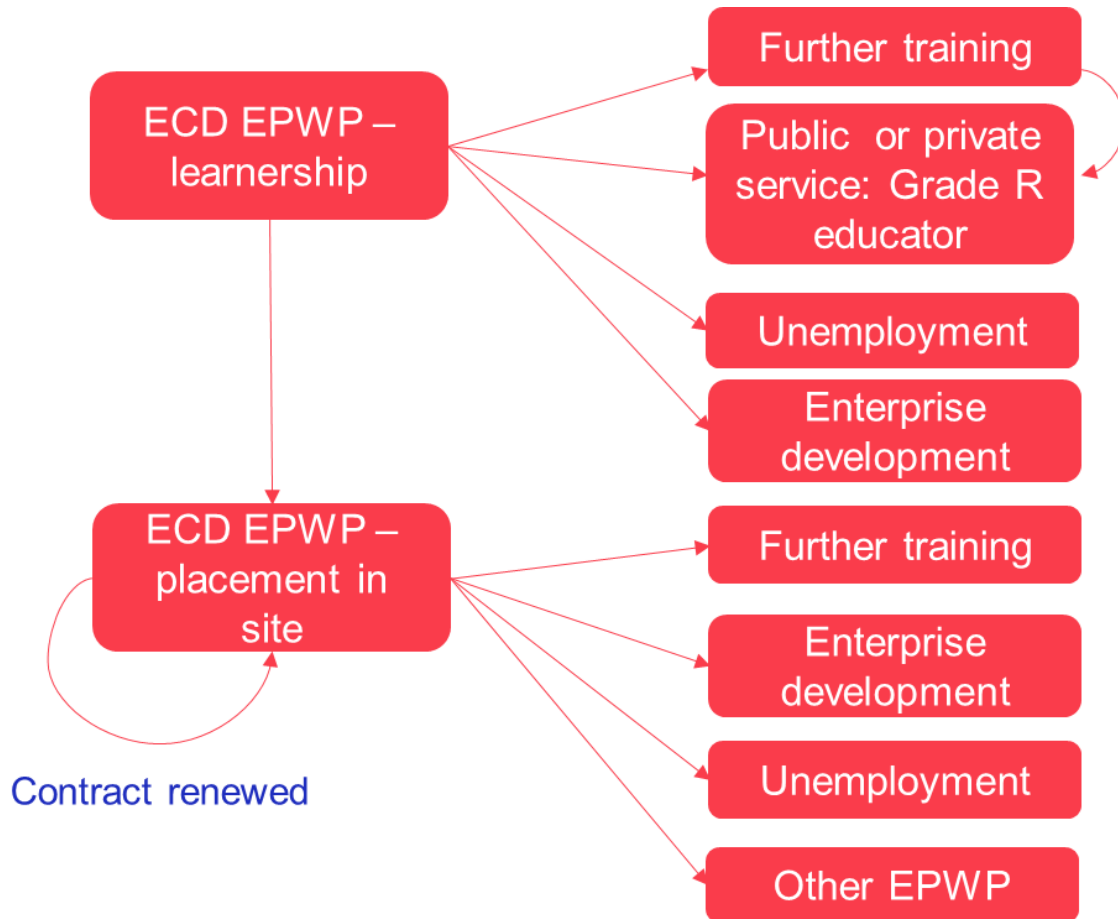 ECD EPWP –
learnership
Further training
Public or private
service: Grade R
educator
Unemployment
Enterprise
development
ECD EPWP –
placement in
site
Contract renewed
Further training
Enterprise
development
Unemployment
Other EPWP